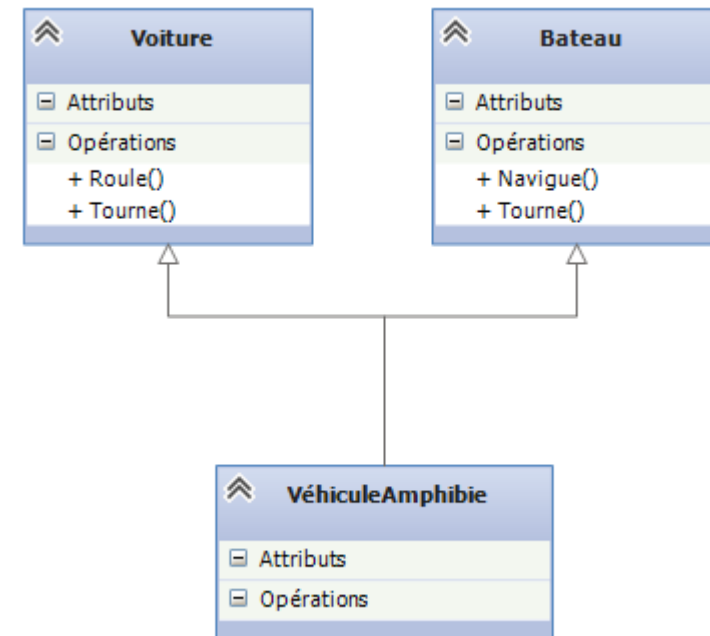 Voiture
Attributs
Opérations
+ Roule()
+ Tourne()
Bateau
Attributs
Opérations
+ Navigue()
+ Tourne()
VéhiculeAmphibie
Attributs
Opérations